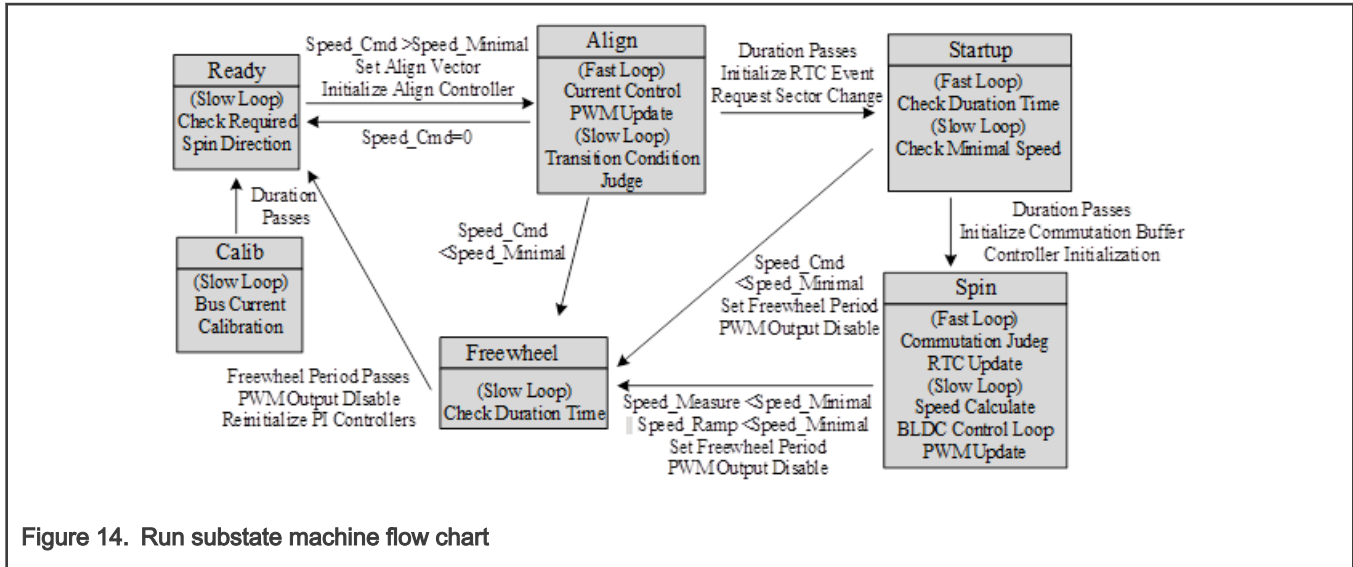 Speed_Cmd >Speed_Minimal
Set Align Vector
Initialize Align Controller
Ready
(Slow Loop)
Check Required
Spin Direction
Speed_Cmd=0
Align
(Fast Loop)
Current Control
PWM Update
(Slow Loop)
Transition Condition
Judge
Duration Passes
Initialize RTC Event
Request Sector Change
Startup
(Fast Loop)
Check Duration Time
(Slow Loop)
Check Minimal Speed
Duration
Passes
Calib
(Slow Loop)
Bus Current
Calibration
Speed_Cmd
<Speed_Minimal
Speed_Cmd
<Speed_Minimal
Set Freewheel Period
PWM Output Disable
Duration Passes
Initialize Commutation Buffer
Controller Initialization
Spin
(Fast Loop)
Commutation Judeg
RTC Update
(Slow Loop)
Speed Calculate
BLDC Control Loop
PWM Update
Freewheel
(Slow Loop)
Check Duration Time
Freewheel Period Passes
PWM Output DIsable
Reinitialize PI Controllers
Speed_Measure <Speed_Minimal
Speed_Ramp <Speed_Minimal
Set Freewheel Period
PWM Output Disable
Figure 14. Run substate machine flow chart